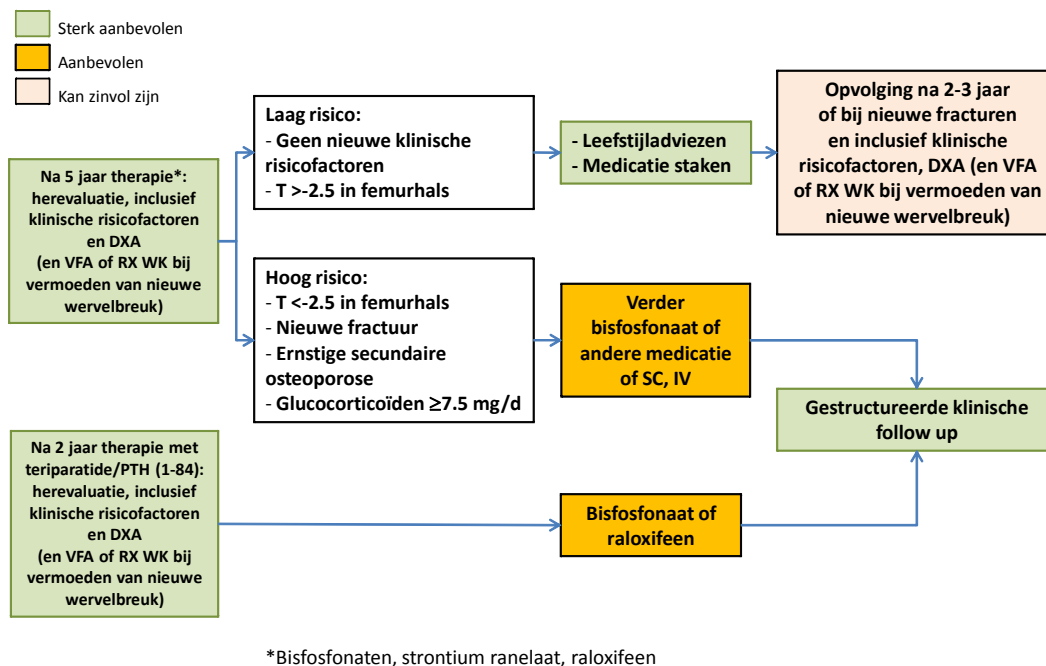 Sterk aanbevolen
Aanbevolen
Kan zinvol zijn
Na 5 jaar therapie*:
herevaluatie, inclusief
klinische risicofactoren
en DXA
(en VFA of RX WK bij
vermoeden van nieuwe
wervelbreuk)
Laag risico:
- Geen nieuwe klinische
risicofactoren
- T >-2.5 in femurhals
- Leefstijladviezen
- Medicatie staken
Opvolging na 2-3 jaar
of bij nieuwe fracturen
en inclusief klinische
risicofactoren, DXA (en VFA
of RX WK bij vermoeden van
nieuwe wervelbreuk)
Hoog risico:
- T <-2.5 in femurhals
- Nieuwe fractuur
- Ernstige secundaire
osteoporose
- Glucocorticoïden ≥7.5 mg/d
Verder
bisfosfonaat of
andere medicatie
of SC, IV
Gestructureerde klinische
follow up
Na 2 jaar therapie met
teriparatide/PTH (1-84):
herevaluatie, inclusief
klinische risicofactoren
en DXA
(en VFA of RX WK bij
vermoeden van nieuwe
wervelbreuk)
Bisfosfonaat of
raloxifeen
*Bisfosfonaten, strontium ranelaat, raloxifeen